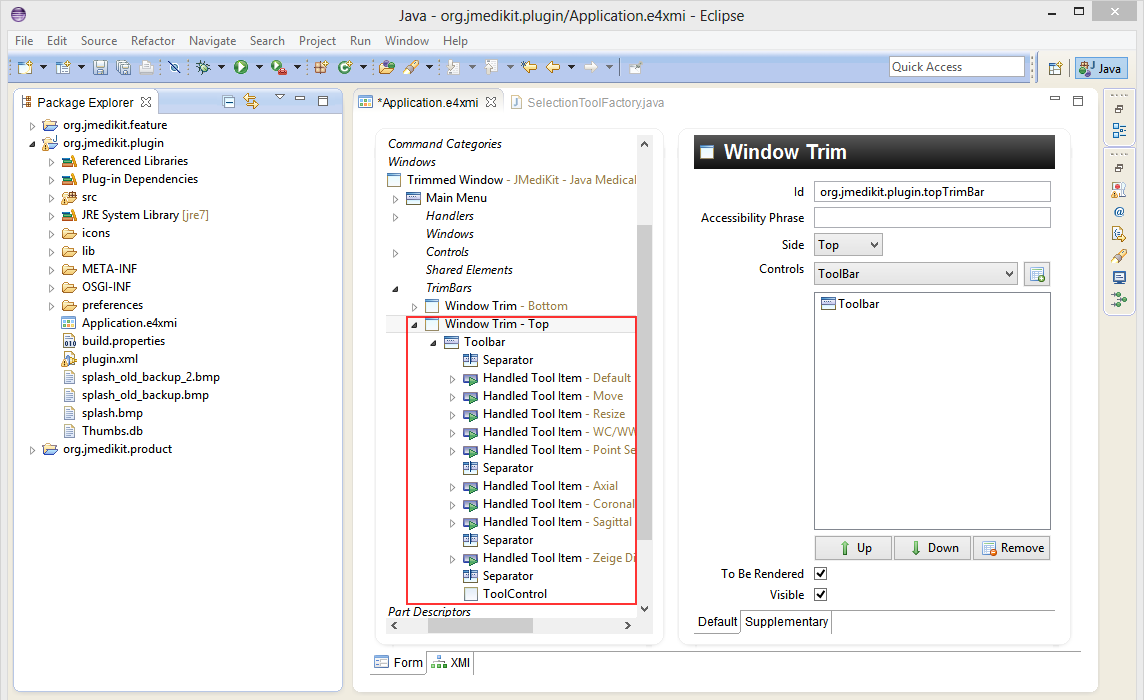 Java - org.jmedikit.plugin/Application.e4xmi - Eclipse
File Edit Source Refactor Navigate Search Project Run Window Help
Quick Access
Java
Package Explorer
org.jmedikit.feature
org.jmedikit.plugin
Referenced Libraries
Plug-in Dependencies
src
JRE System Library [jre7]
icons
lib
META-INF
OSGI-INF
preferences
Application.e4xmi
build.properties
plugin.xml
splash_old_backup_2.bmp
splash_old_backup.bmp
splash.bmp
Thumbs.db
org.jmedikit.product
*Application.e4xmi
SelectionToolFactory.java
Command Categories
Windows
Trimmed Window - JMediKit - Java Medical
Main Menu
Handlers
Windows
Controls
Shared Elements
TrimBars
Window Trim - Bottom
Window Trim - Top
Toolbar
Separator
Handled Tool Item - Default
Handled Tool Item - Move
Handled Tool Item - Resize
Handled Tool Item - WC/WW
Handled Tool Item - Point Se
Separator
Handled Tool Item - Axial
Handled Tool Item - Coronal
Handled Tool Item - Sagittal
Separator
Handled Tool Item - Zeige Di
Separator
ToolControl
Part Descriptors
Form
XMI
Window Trim
Id org.jmedikit.plugin.topTrimBar
Accessibility Phrase
Side Top
Controls ToolBar
Toolbar
Up Down Remove
To Be Rendered
Visible
Default Supplementary